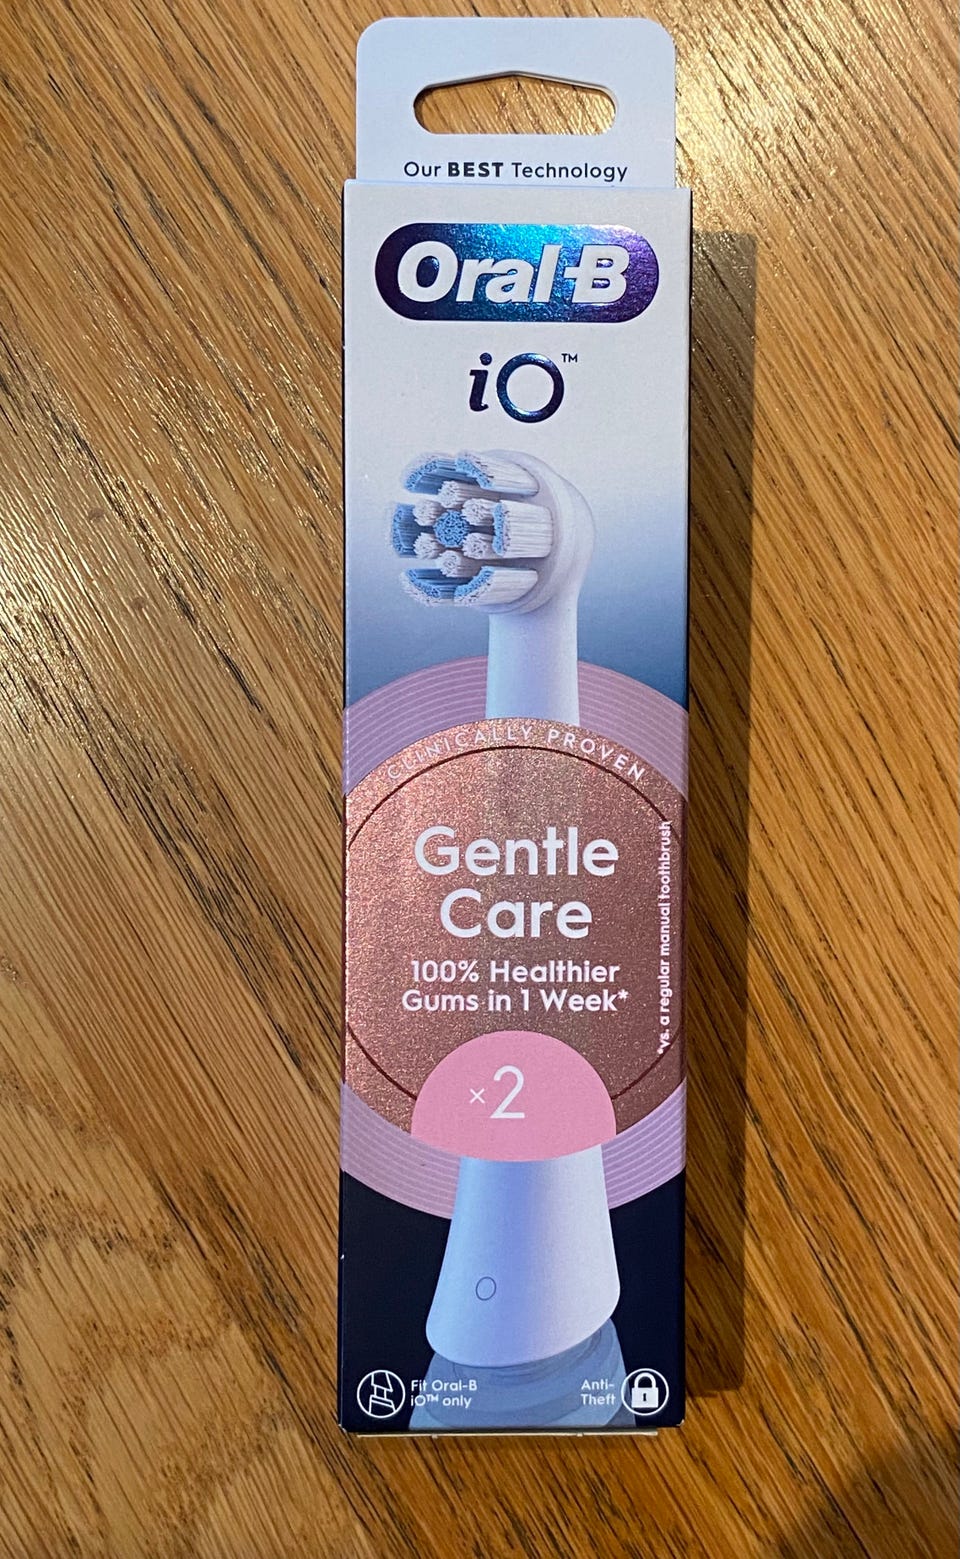 Our BEST Technology
Oral-B
iO™
CLINICALLY PROVEN
Gentle
Care
100% Healthier
Gums in 1 Week*
*vs. a regular manual toothbrush
×2
Fit Oral-B
iO™ only
Anti-
Theft